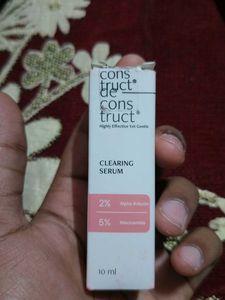 cons
truct®
de
cons
truct®
Highly Effective Yet Gentle
CLEARING
SERUM
2% Alpha Arbutin
5% Niacinamide
10 ml